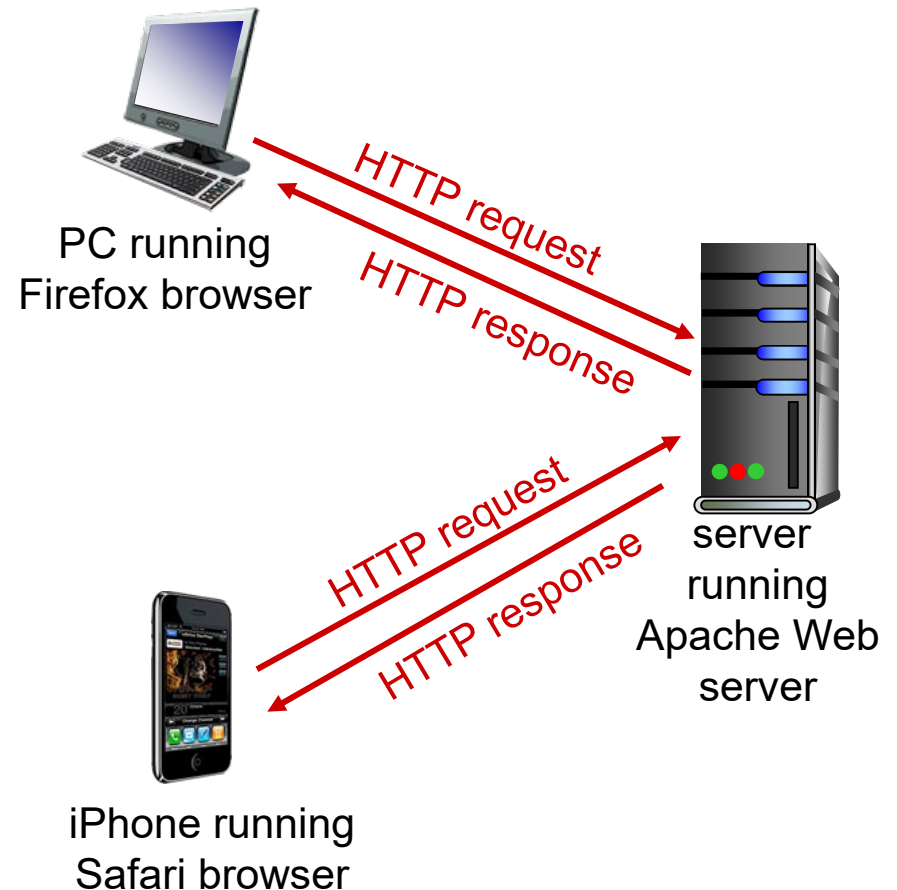 HTTP request
HTTP response
PC running
Firefox browser
HTTP request
HTTP response
server
running
Apache Web
server
iPhone running
Safari browser